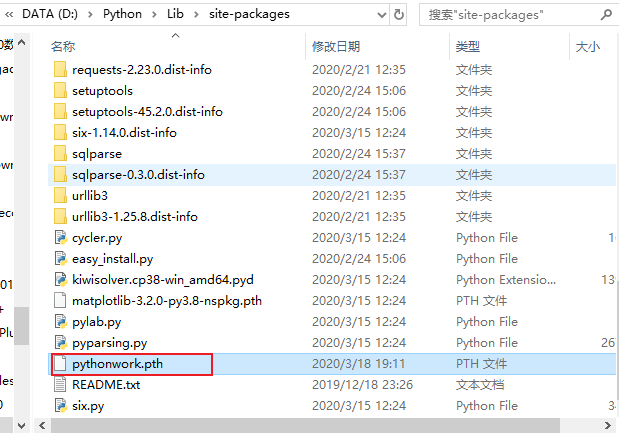 « DATA (D:) > Python > Lib > site-packages
搜索"site-packages"
名称 修改日期 类型 大小
requests-2.23.0.dist-info 2020/2/21 12:35 文件夹
setuptools 2020/2/24 15:06 文件夹
setuptools-45.2.0.dist-info 2020/2/24 15:06 文件夹
six-1.14.0.dist-info 2020/3/15 12:24 文件夹
sqlparse 2020/2/24 15:37 文件夹
sqlparse-0.3.0.dist-info 2020/2/24 15:37 文件夹
urllib3 2020/2/21 12:35 文件夹
urllib3-1.25.8.dist-info 2020/2/21 12:35 文件夹
cycler.py 2020/3/15 12:24 Python File 1
easy_install.py 2020/2/24 15:06 Python File
kiwisolver.cp38-win_amd64.pyd 2020/3/15 12:24 Python Extensio... 13
matplotlib-3.2.0-py3.8-nspkg.pth 2020/3/15 12:24 PTH 文件
pylab.py 2020/3/15 12:24 Python File
pyparsing.py 2020/3/15 12:24 Python File 26
pythonwork.pth 2020/3/18 19:11 PTH 文件
README.txt 2019/12/18 23:26 文本文档
six.py 2020/3/15 12:24 Python File 3